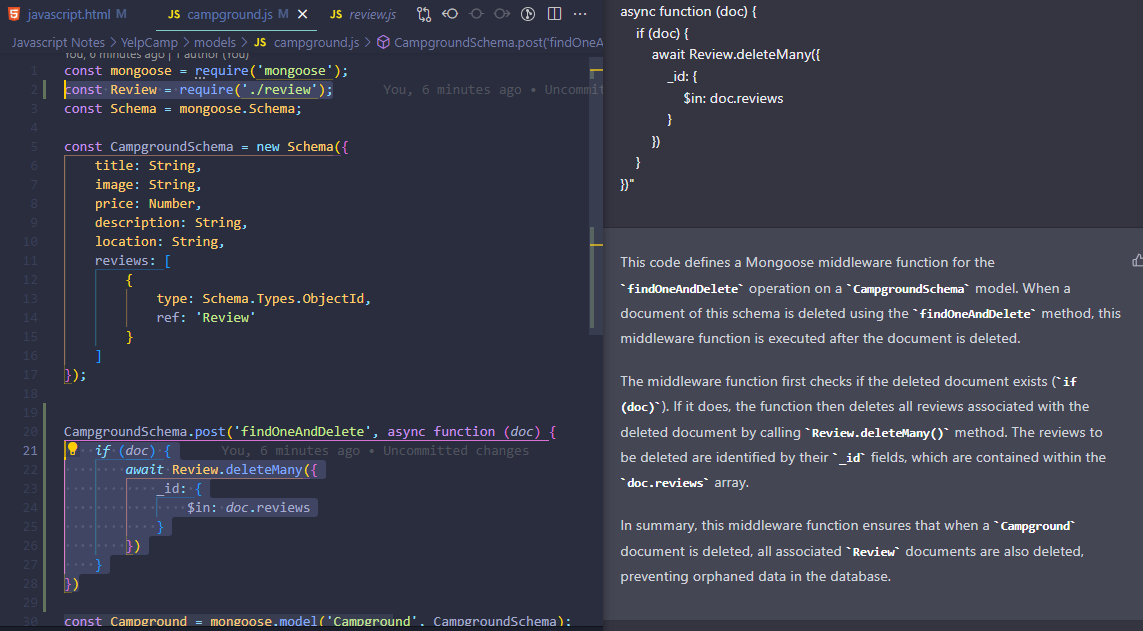 javascript.html M
JS campground.js M
JS review.js
Javascript Notes > YelpCamp > models > JS campground.js > CampgroundSchema.post('findOneA
You, 6 minutes ago | 1 author (You)
1 const mongoose = require('mongoose');
2 const Review = require('./review'); You, 6 minutes ago • Uncommit
3 const Schema = mongoose.Schema;
4
5 const CampgroundSchema = new Schema({
6 title: String,
7 image: String,
8 price: Number,
9 description: String,
10 location: String,
11 reviews: [
12 {
13 type: Schema.Types.ObjectId,
14 ref: 'Review'
15 }
16 ]
17 });
18
19
20 CampgroundSchema.post('findOneAndDelete', async function (doc) {
21 if (doc) { You, 6 minutes ago • Uncommitted changes
22 await Review.deleteMany({
23 _id: {
24 $in: doc.reviews
25 }
26 })
27 }
28 })
29
30 const Campground = mongoose.model('Campground', CampgroundSchema);
async function (doc) {
if (doc) {
await Review.deleteMany({
_id: {
$in: doc.reviews
}
})
}
})"
This code defines a Mongoose middleware function for the
`findOneAndDelete` operation on a `CampgroundSchema` model. When a
document of this schema is deleted using the `findOneAndDelete` method, this
middleware function is executed after the document is deleted.
The middleware function first checks if the deleted document exists (`if
(doc)`). If it does, the function then deletes all reviews associated with the
deleted document by calling `Review.deleteMany()` method. The reviews to
be deleted are identified by their `_id` fields, which are contained within the
`doc.reviews` array.
In summary, this middleware function ensures that when a `Campground`
document is deleted, all associated `Review` documents are also deleted,
preventing orphaned data in the database.